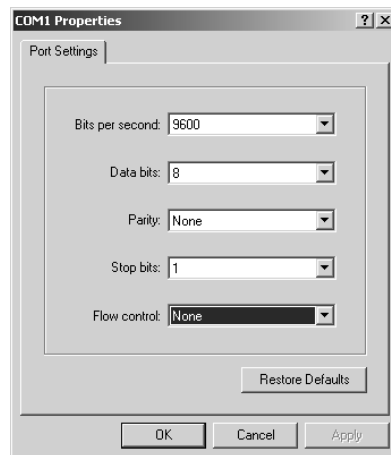 COM1 Properties
Port Settings
Bits per second: 9600
Data bits: 8
Parity: None
Stop bits: 1
Flow control: None
Restore Defaults
OK Cancel Apply